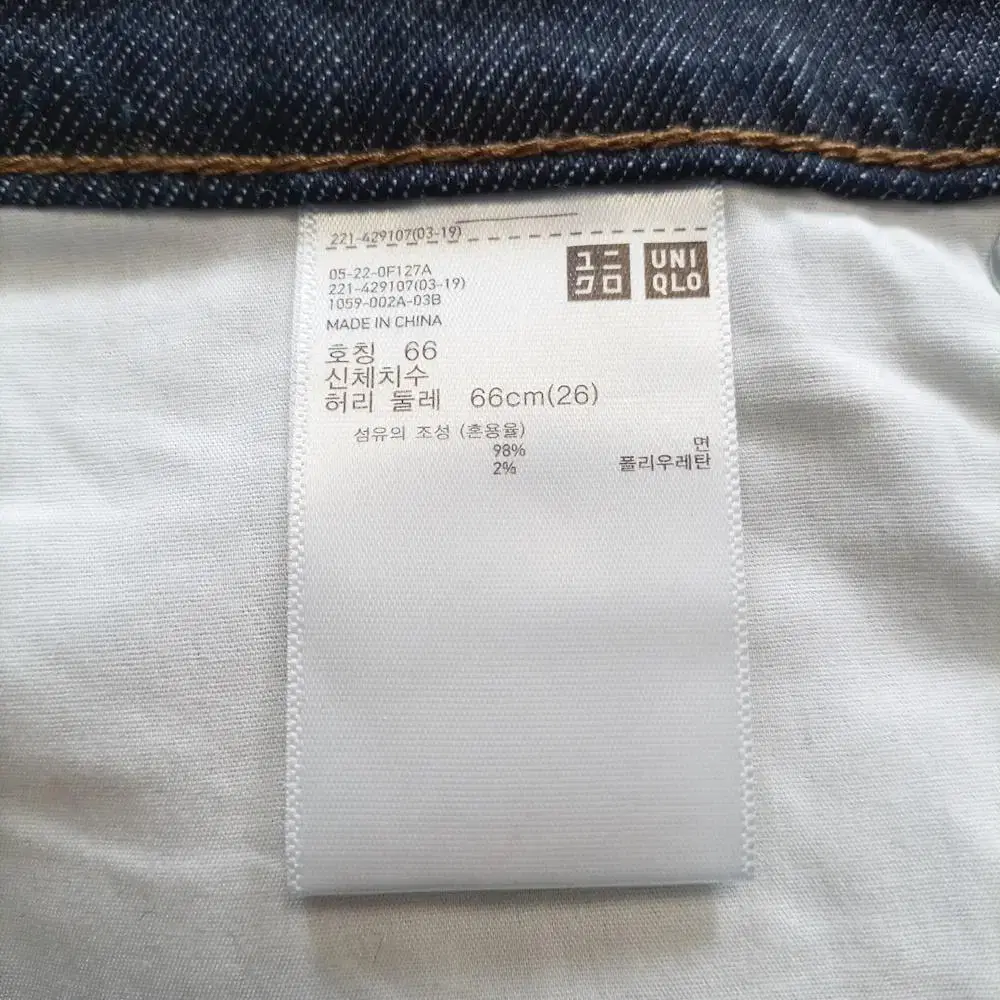 221-429107(03-19)
ユニ
クロ
UNI
QLO
05-22-0F127A
221-429107(03-19)
1059-002A-03B
MADE IN CHINA
호칭 66
신체치수
허리 둘레 66cm(26)
섬유의 조성 (혼용율)
98% 면
2% 폴리우레탄